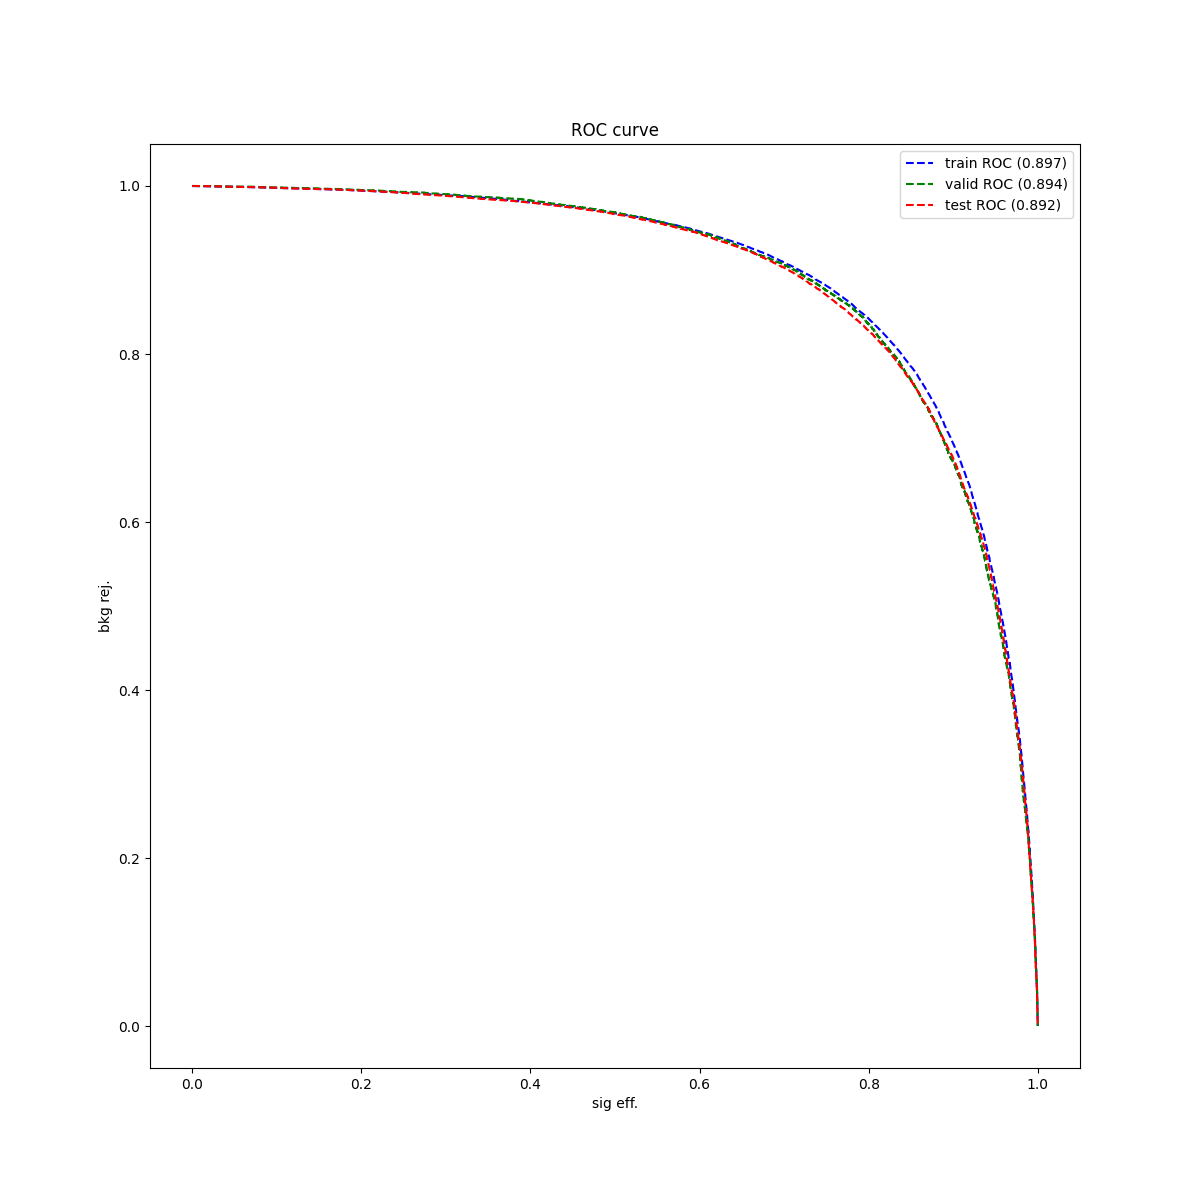 ROC curve
train ROC (0.897)
valid ROC (0.894)
test ROC (0.892)
1.0
0.8
0.6
0.4
0.2
0.0
bkg rej.
0.0 0.2 0.4 0.6 0.8 1.0
sig eff.